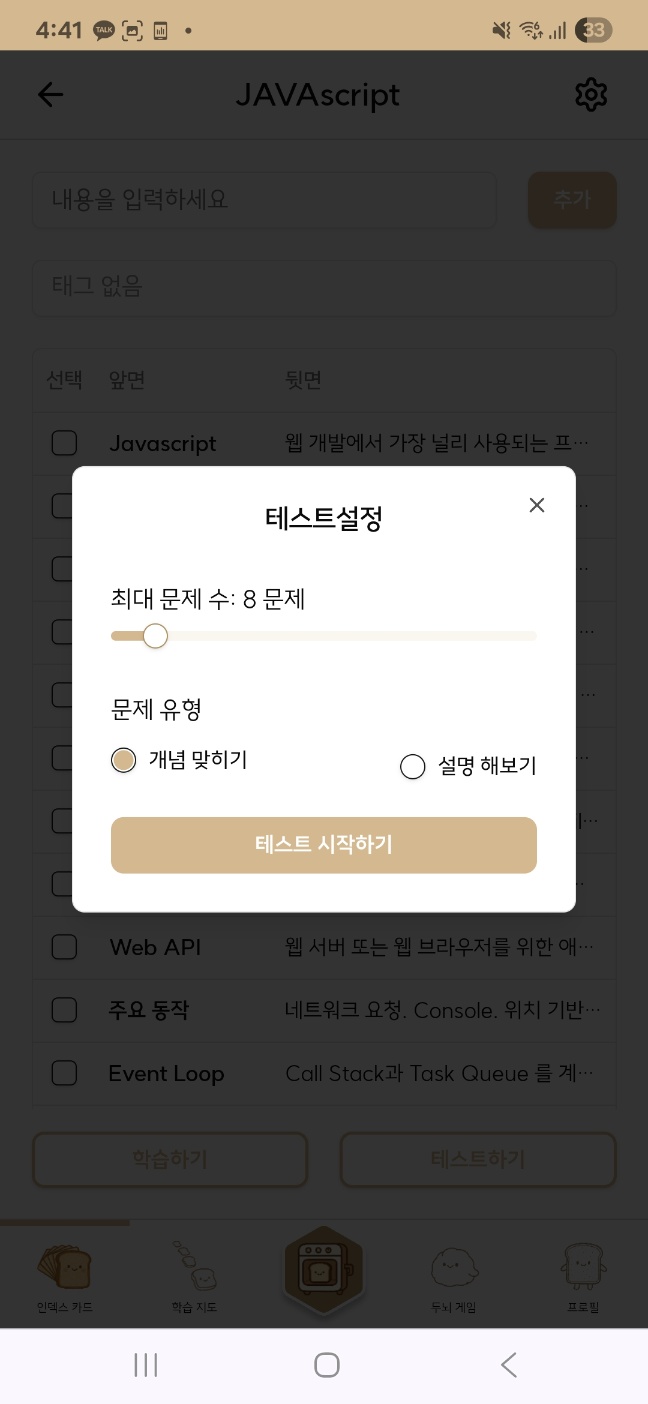 4:41 TALK 33
JAVAscript
내용을 입력하세요 추가
태그 없음
선택 앞면 뒷면
Javascript 웹 개발에서 가장 널리 사용되는 프…
테스트설정
최대 문제 수: 8 문제
문제 유형
개념 맞히기 설명 해보기
테스트 시작하기
Web API 웹 서버 또는 웹 브라우저를 위한 애…
주요 동작 네트워크 요청. Console. 위치 기반…
Event Loop Call Stack과 Task Queue 를 계…
학습하기 테스트하기
인덱스 카드 학습 지도 두뇌 게임 프로필